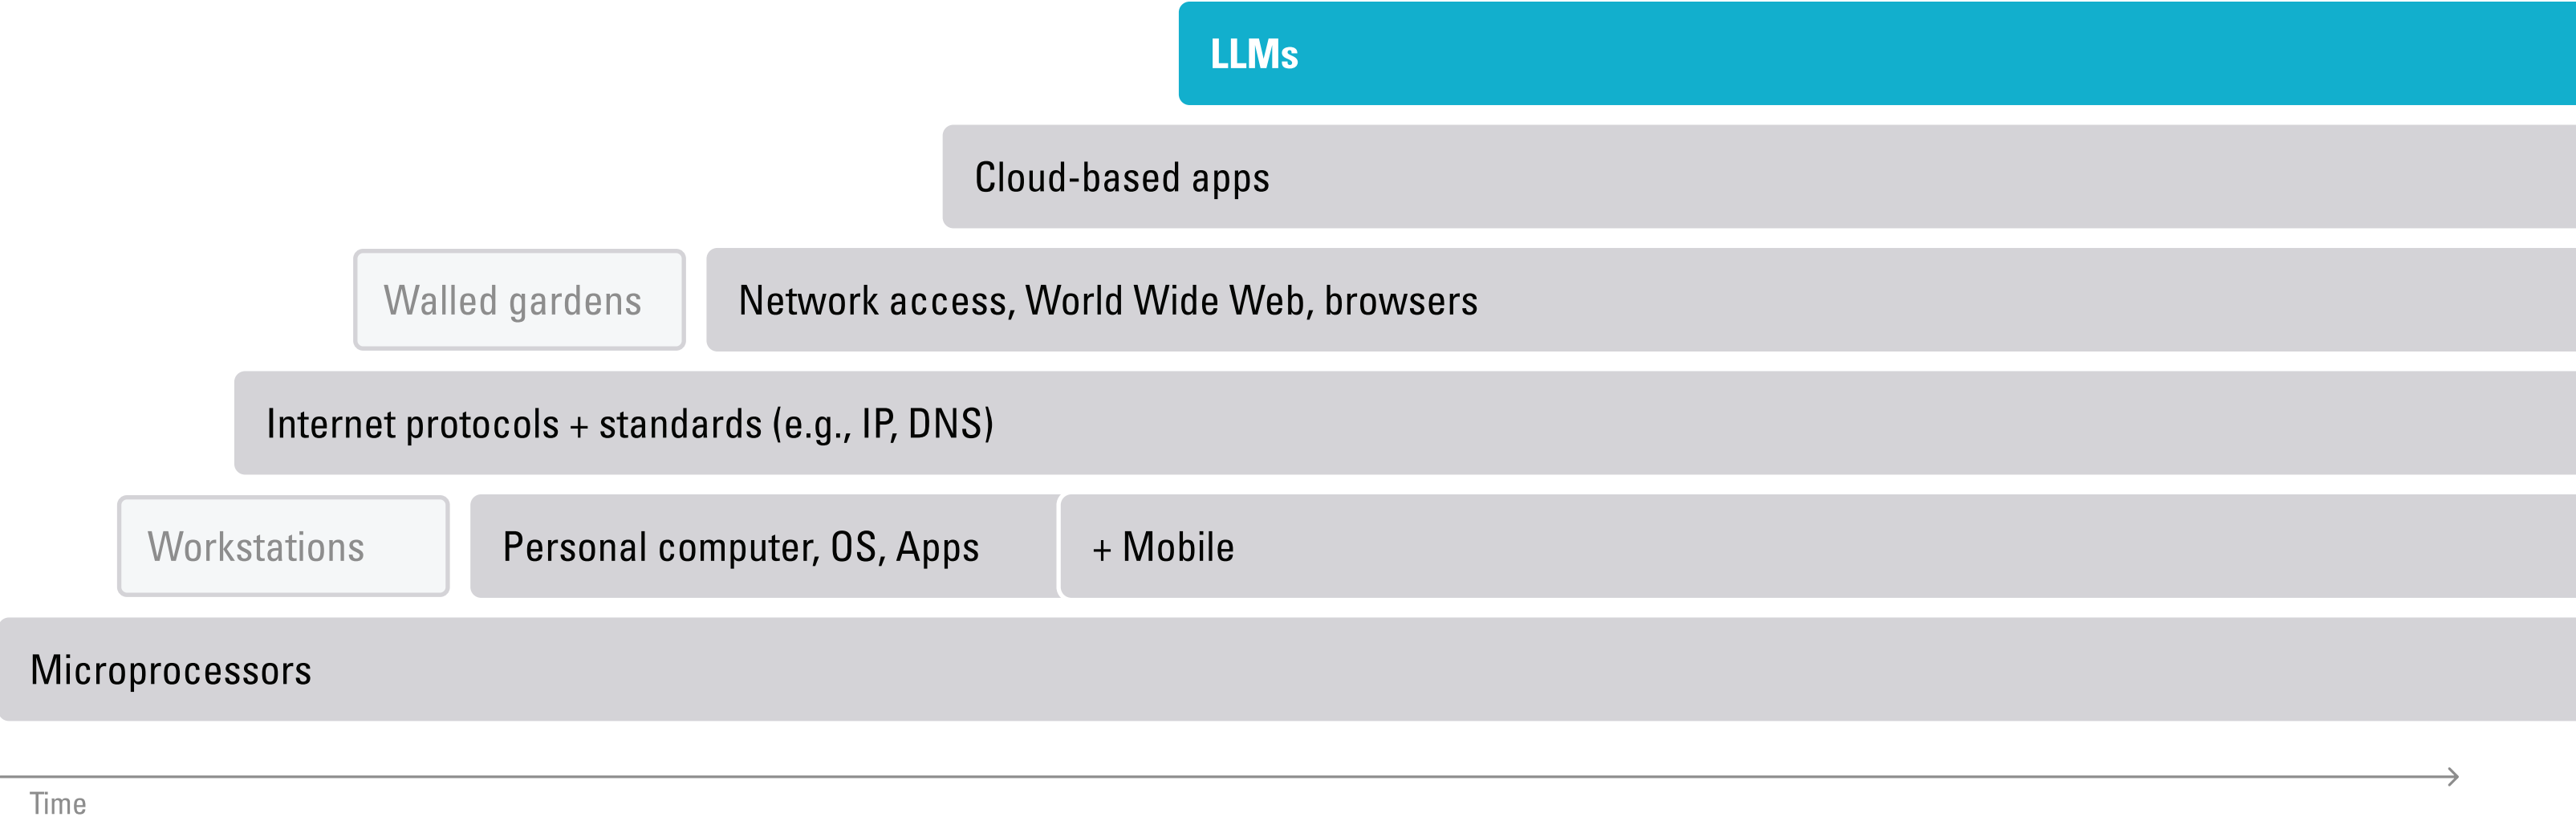 LLMs
Cloud-based apps
Walled gardens
Network access, World Wide Web, browsers
Internet protocols + standards (e.g., IP, DNS)
Workstations
Personal computer, OS, Apps
+ Mobile
Microprocessors
Time